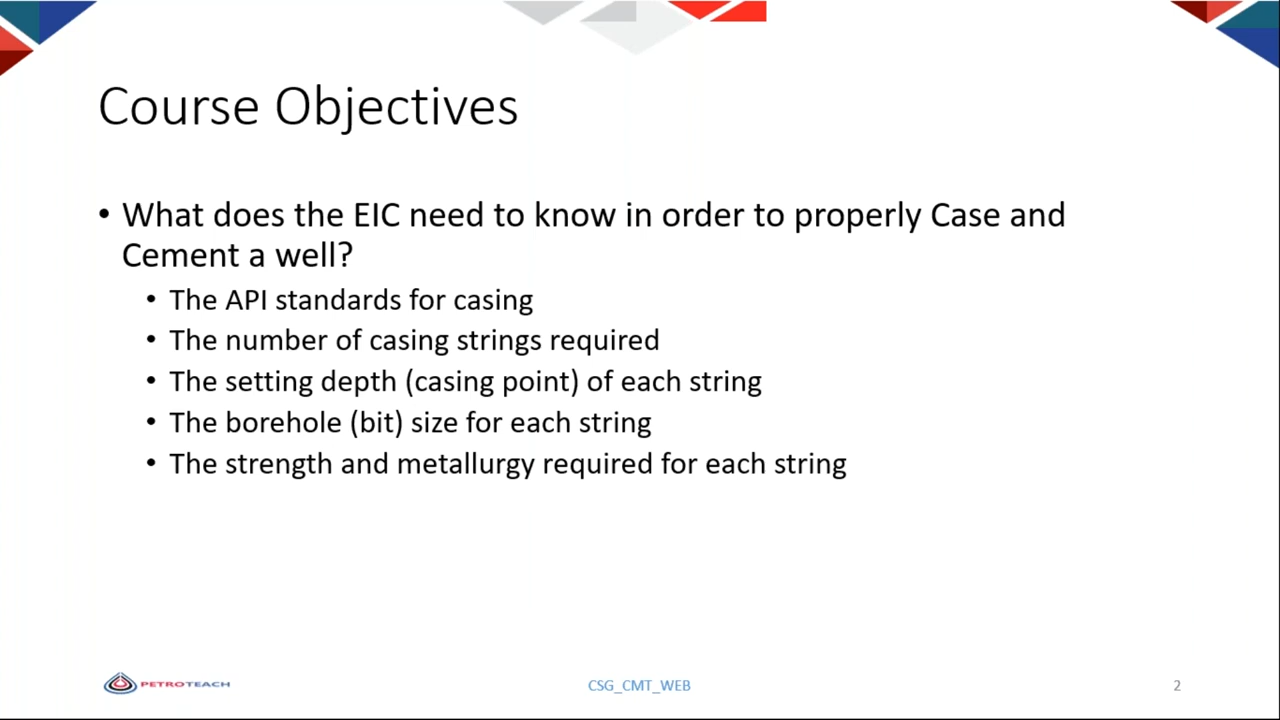 Course Objectives
• What does the EIC need to know in order to properly Case and
Cement a well?
• The API standards for casing
• The number of casing strings required
• The setting depth (casing point) of each string
• The borehole (bit) size for each string
• The strength and metallurgy required for each string
PETROTEACH
CSG_CMT_WEB
2